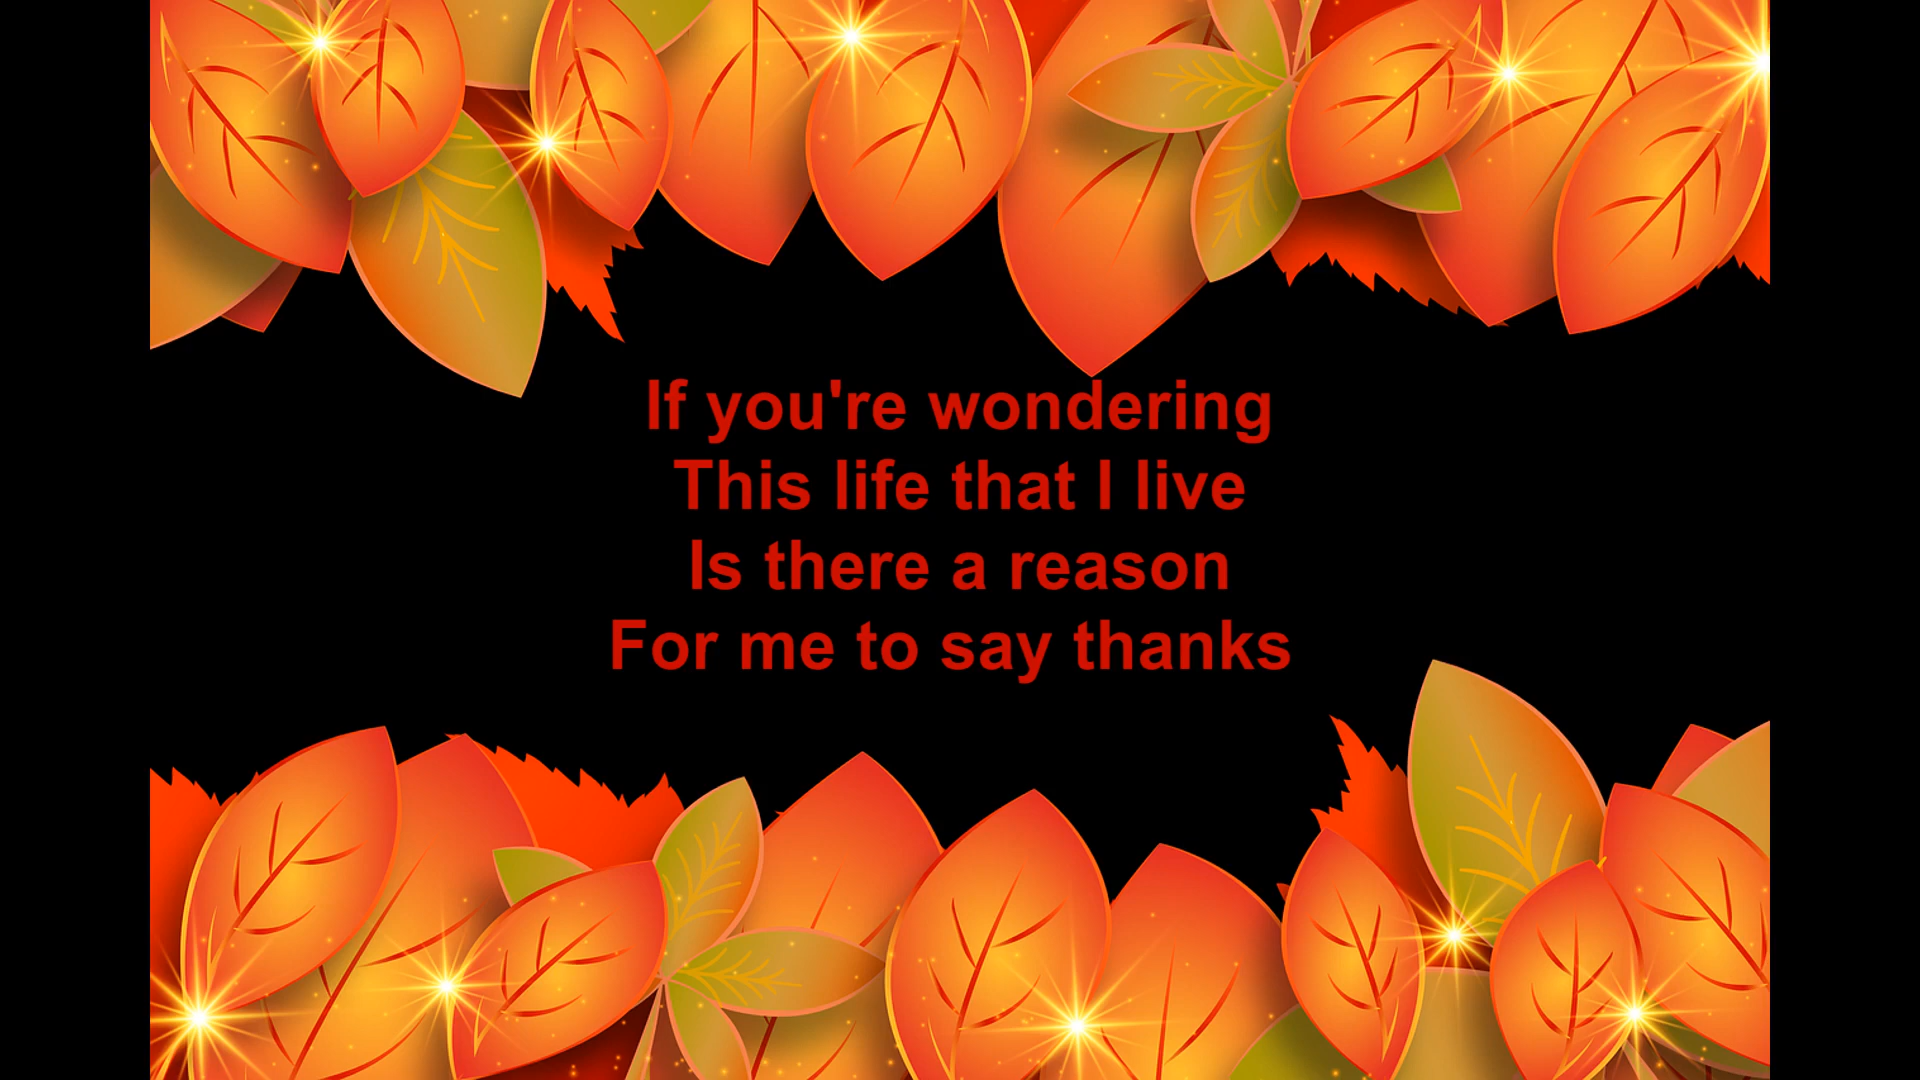 If you're wondering
This life that I live
Is there a reason
For me to say thanks